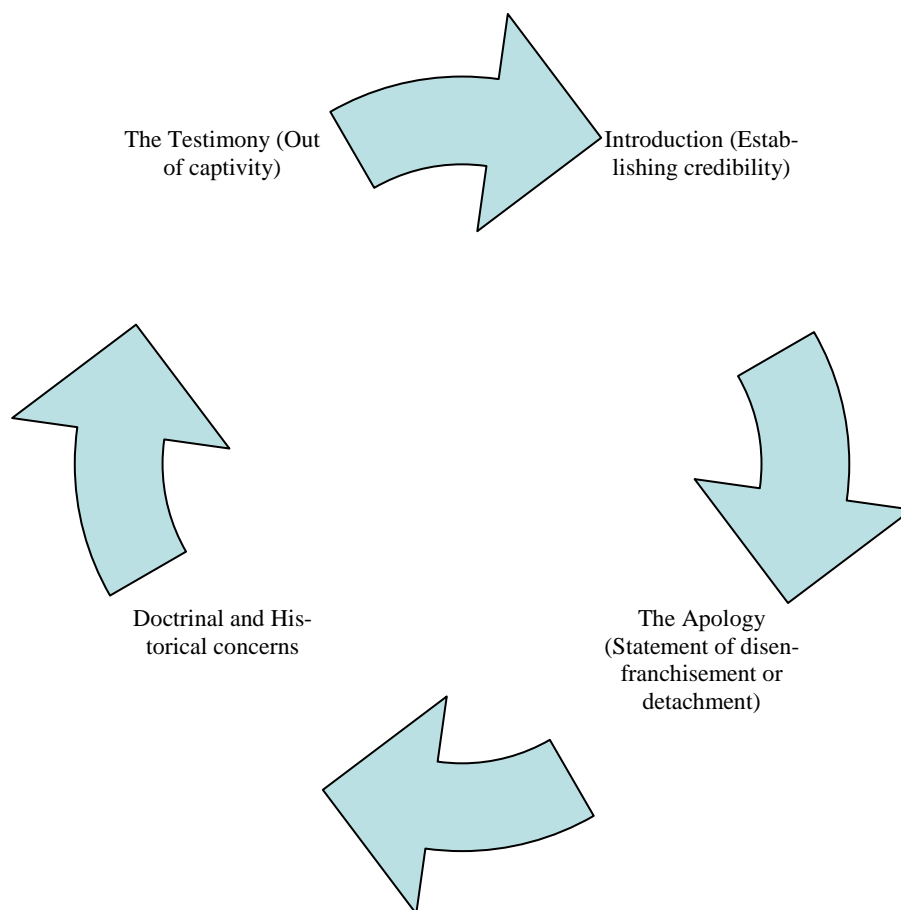 The Testimony (Out
of captivity)
Introduction (Estab-
lishing credibility)
Doctrinal and His-
torical concerns
The Apology
(Statement of disen-
franchisement or
detachment)